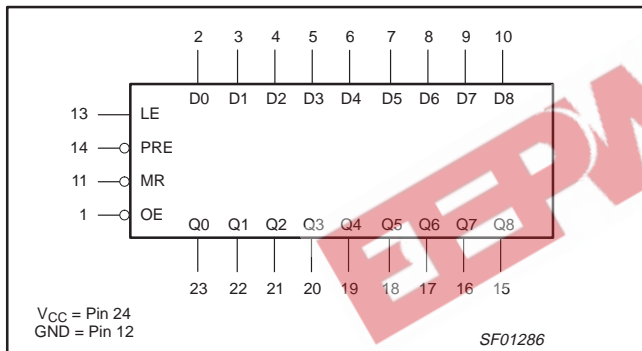 2 3 4 5 6 7 8 9 10
D0 D1 D2 D3 D4 D5 D6 D7 D8
13 LE
14 PRE
11 MR
1 OE
Q0 Q1 Q2 Q3 Q4 Q5 Q6 Q7 Q8
23 22 21 20 19 18 17 16 15
VCC = Pin 24
GND = Pin 12
SF01286
EEPW